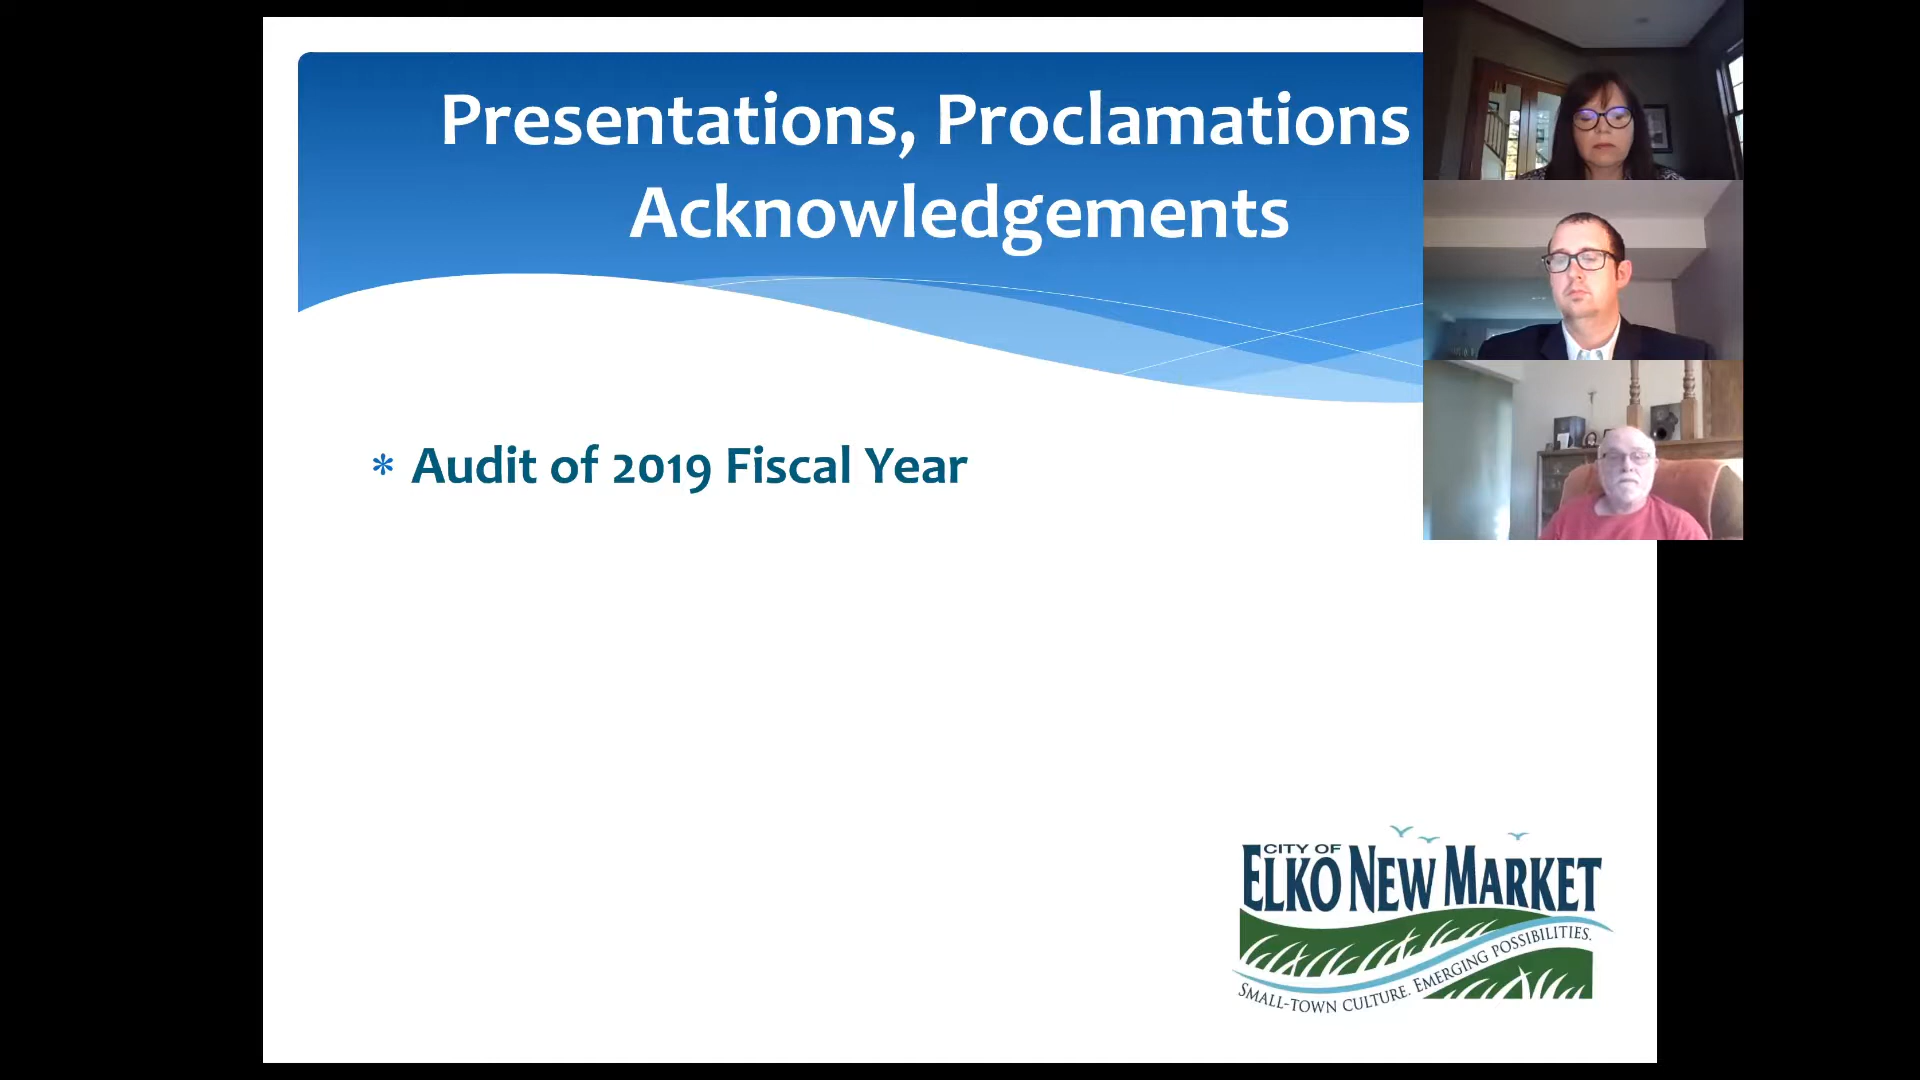 Presentations, Proclamations
Acknowledgements
* Audit of 2019 Fiscal Year
CITY OF
ELKO NEW MARKET
SMALL-TOWN CULTURE. EMERGING POSSIBILITIES.